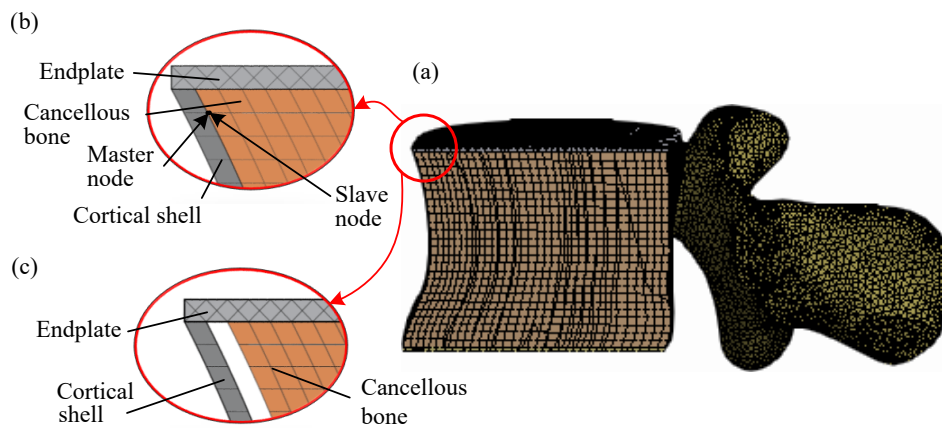 (b)
(a)
Endplate
Cancellous
bone
Master
node
Cortical shell
Slave
node
(c)
Endplate
Cortical
shell
Cancellous
bone